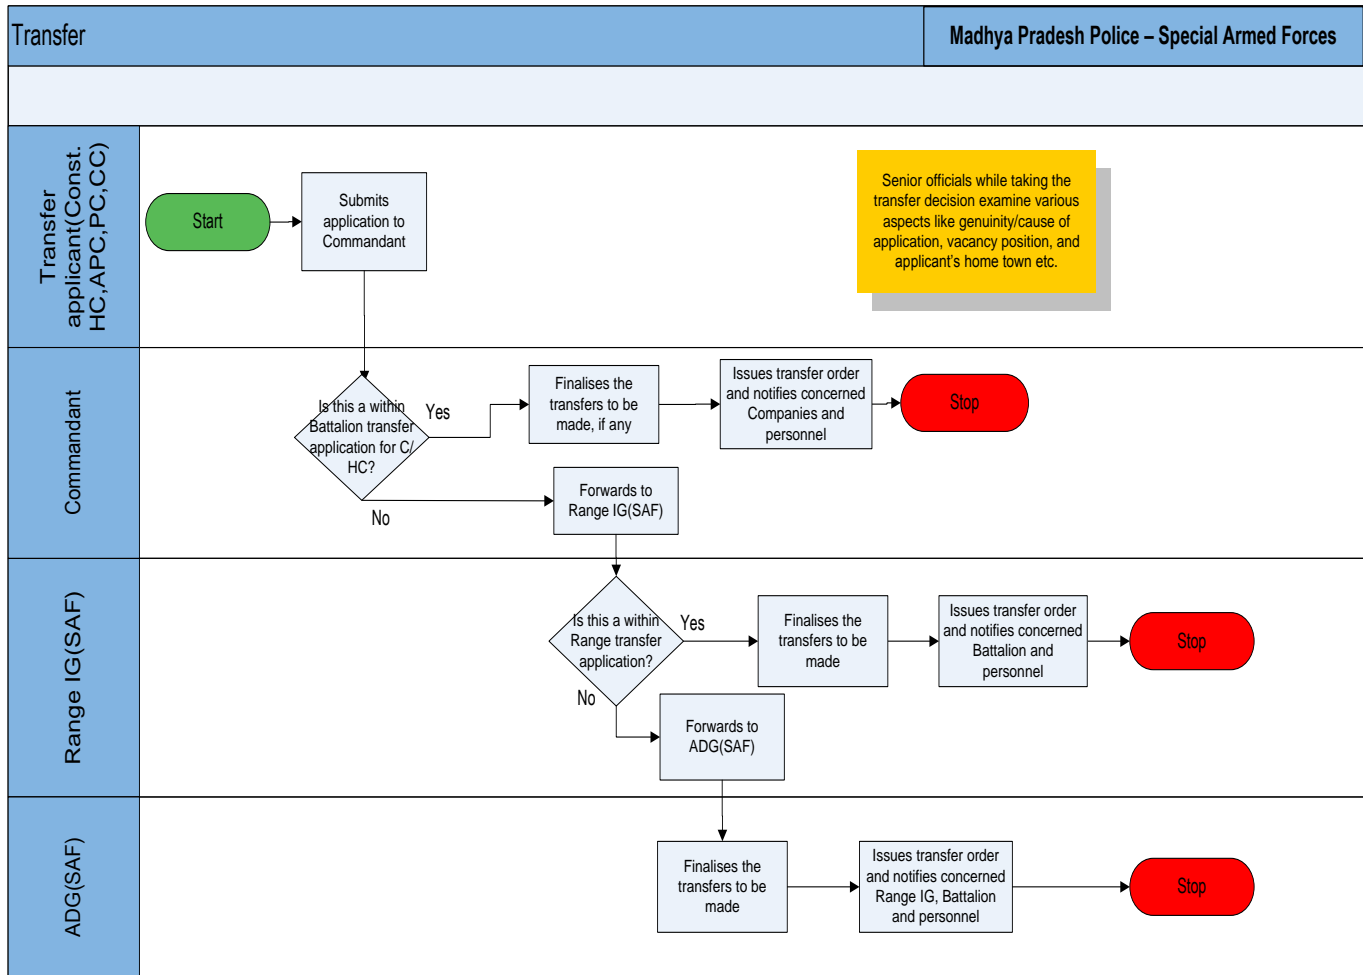 Transfer
Madhya Pradesh Police – Special Armed Forces
Transfer
applicant(Const.
HC,APC,PC,CC)
Start
Submits
application to
Commandant
Senior officials while taking the
transfer decision examine various
aspects like genuinity/cause of
application, vacancy position, and
applicant's home town etc.
Commandant
Is this a within
Battalion transfer
application for C/
HC?
Yes
No
Finalises the
transfers to be
made, if any
Issues transfer order
and notifies concerned
Companies and
personnel
Stop
Forwards to
Range IG(SAF)
Range IG(SAF)
Is this a within
Range transfer
application?
Yes
No
Finalises the
transfers to be
made
Issues transfer order
and notifies concerned
Battalion and
personnel
Stop
Forwards to
ADG(SAF)
ADG(SAF)
Finalises the
transfers to be
made
Issues transfer order
and notifies concerned
Range IG, Battalion
and personnel
Stop